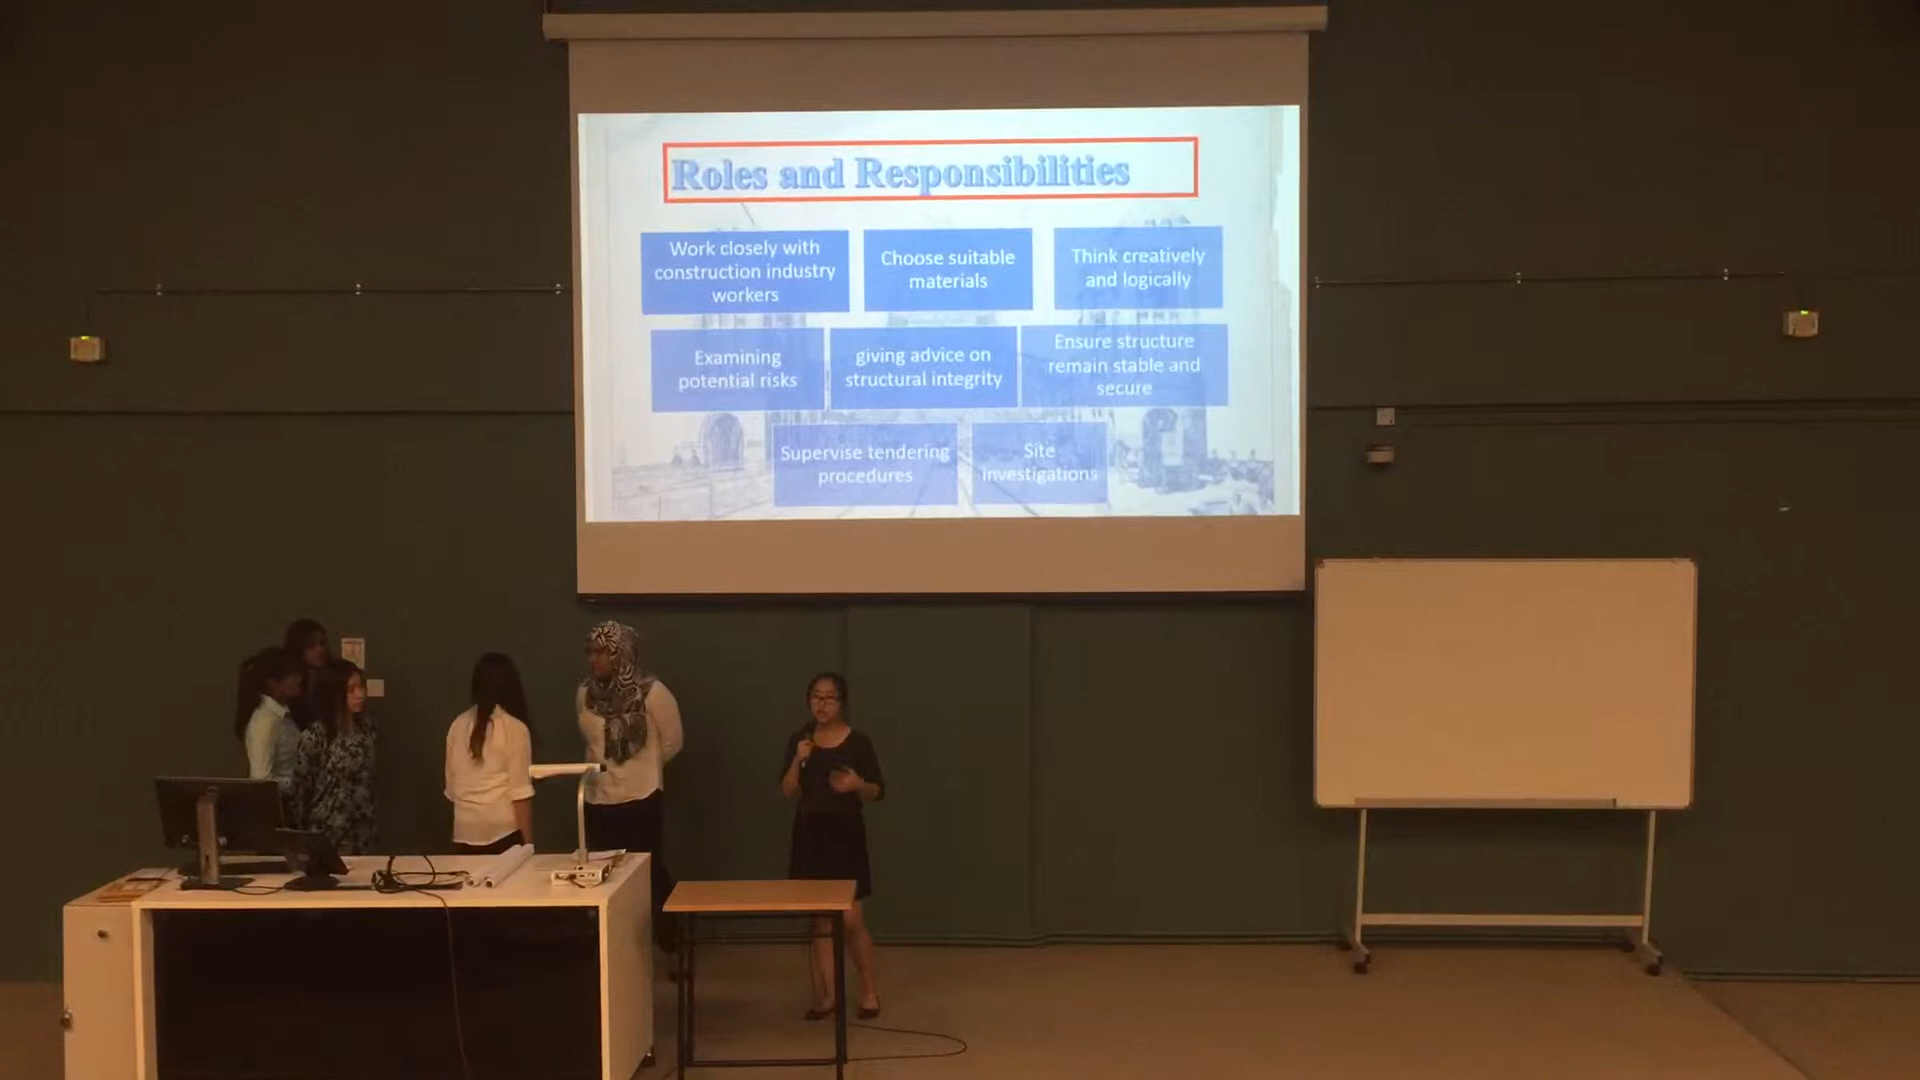 Roles and Responsibilities
Work closely with
construction industry
workers
Choose suitable
materials
Think creatively
and logically
Examining
potential risks
giving advice on
structural integrity
Ensure structure
remain stable and
secure
Supervise tendering
procedures
Site
investigations